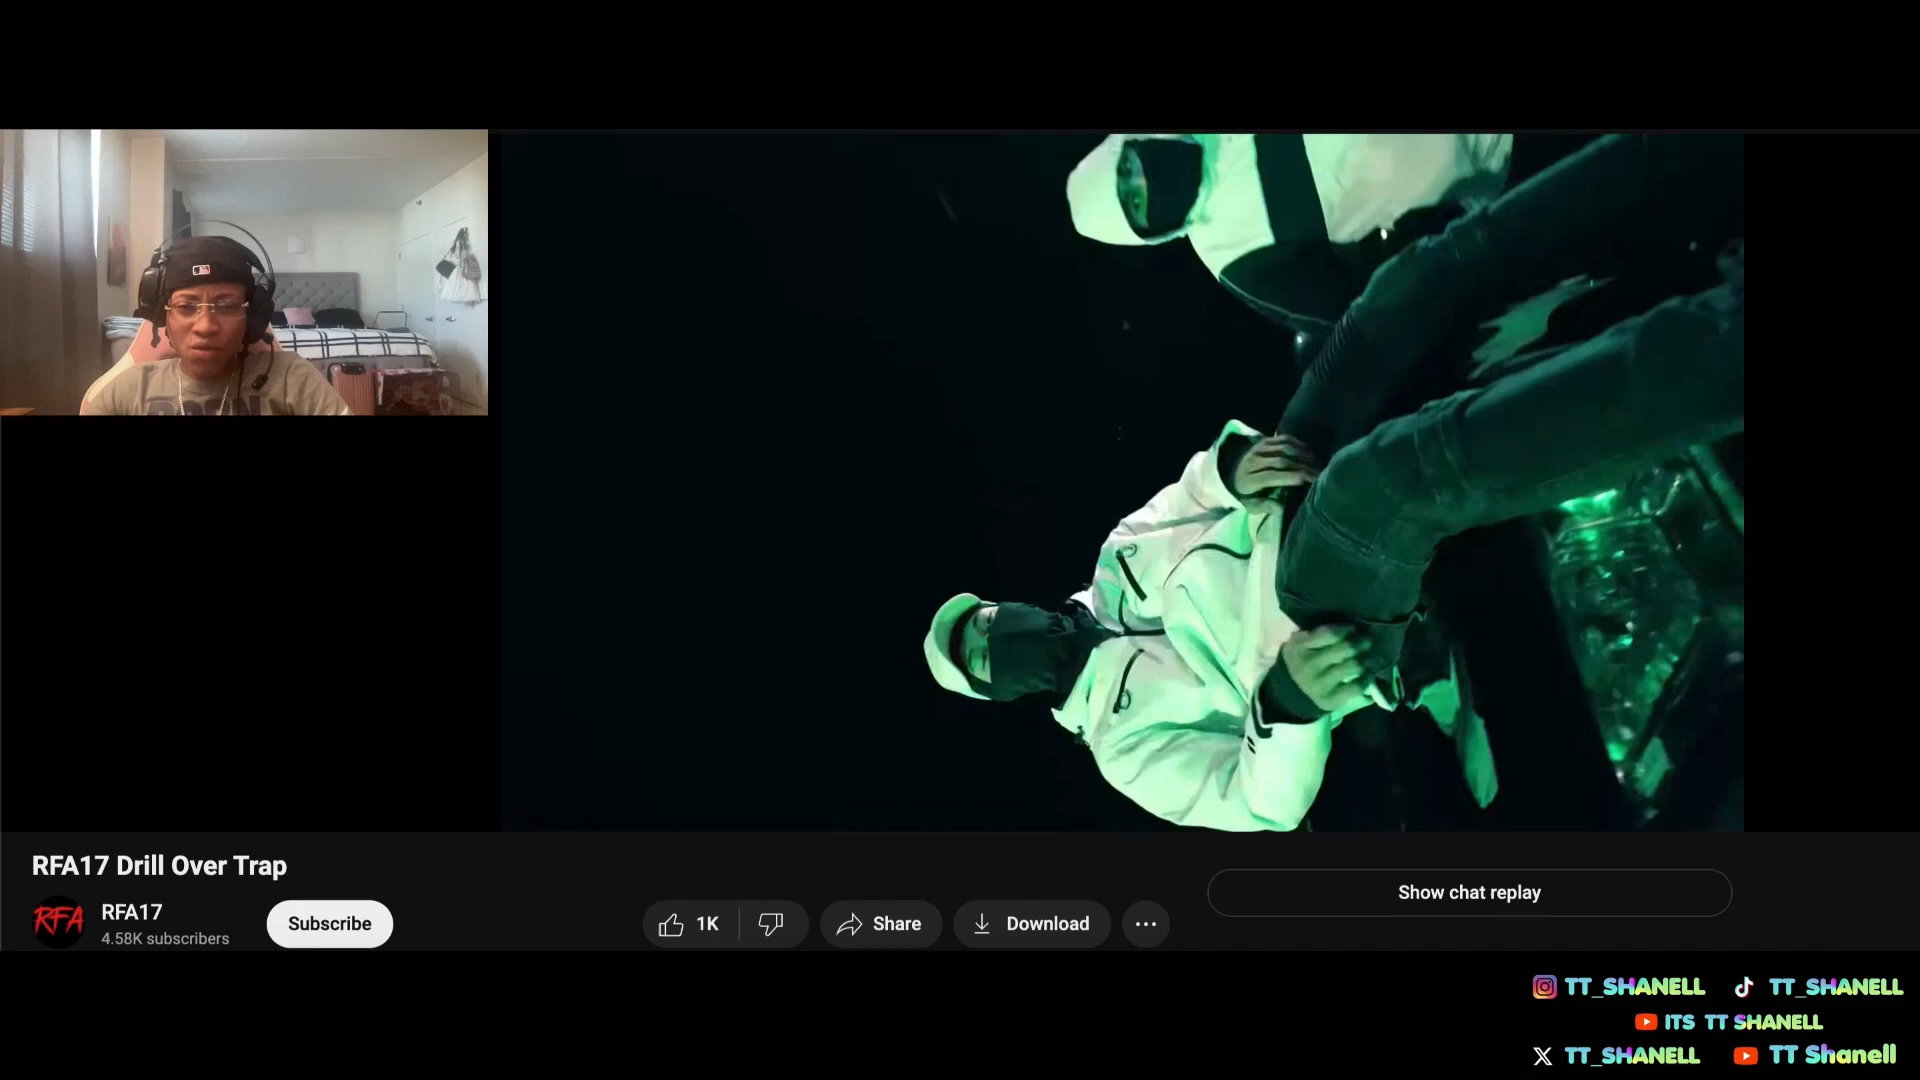 RFA17 Drill Over Trap
RFA
RFA17
4.58K subscribers
Subscribe
1K
Share
Download
Show chat replay
TT_SHANELL
TT_SHANELL
ITS TT SHANELL
TT_SHANELL
TT Shanell